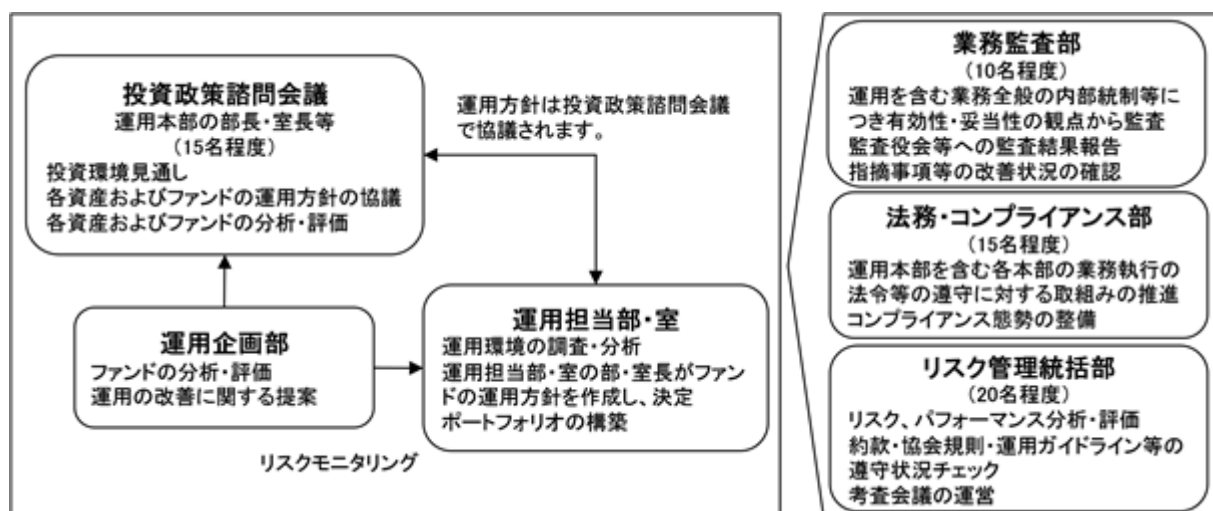 投資政策諮問会議
運用本部の部長・室長等
(15名程度)
投資環境見通し
各資産およびファンドの運用方針の協議
各資産およびファンドの分析・評価
運用方針は投資政策諮問会議
で協議されます。
運用企画部
ファンドの分析・評価
運用の改善に関する提案
運用担当部・室
運用環境の調査・分析
運用担当部・室の部・室長がファン
ドの運用方針を作成し、決定
ポートフォリオの構築
リスクモニタリング
業務監査部
(10名程度)
運用を含む業務全般の内部統制等に
つき有効性・妥当性の観点から監査
監査役会等への監査結果報告
指摘事項等の改善状況の確認
法務・コンプライアンス部
(15名程度)
運用本部を含む各本部の業務執行の
法令等の遵守に対する取組みの推進
コンプライアンス態勢の整備
リスク管理統括部
(20名程度)
リスク、パフォーマンス分析・評価
約款・協会規則・運用ガイドライン等の
遵守状況チェック
考査会議の運営